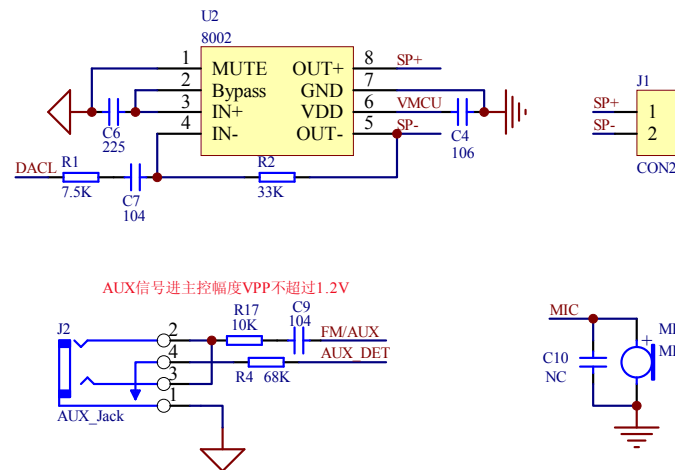 U2
8002
1 MUTE OUT+ 8 SP+
2 Bypass GND 7
3 IN+ VDD 6 VMCU
4 IN- OUT- 5 SP-
C6
225
C4
106
J1
SP+ 1
SP- 2
CON2
DACL R1
7.5K
C7
104
R2
33K
AUX信号进主控幅度VPP不超过1.2V
J2
2
4
3
1
AUX_Jack
R17
10K
C9
104
FM/AUX
AUX_DET
R4 68K
MIC
C10
NC
+